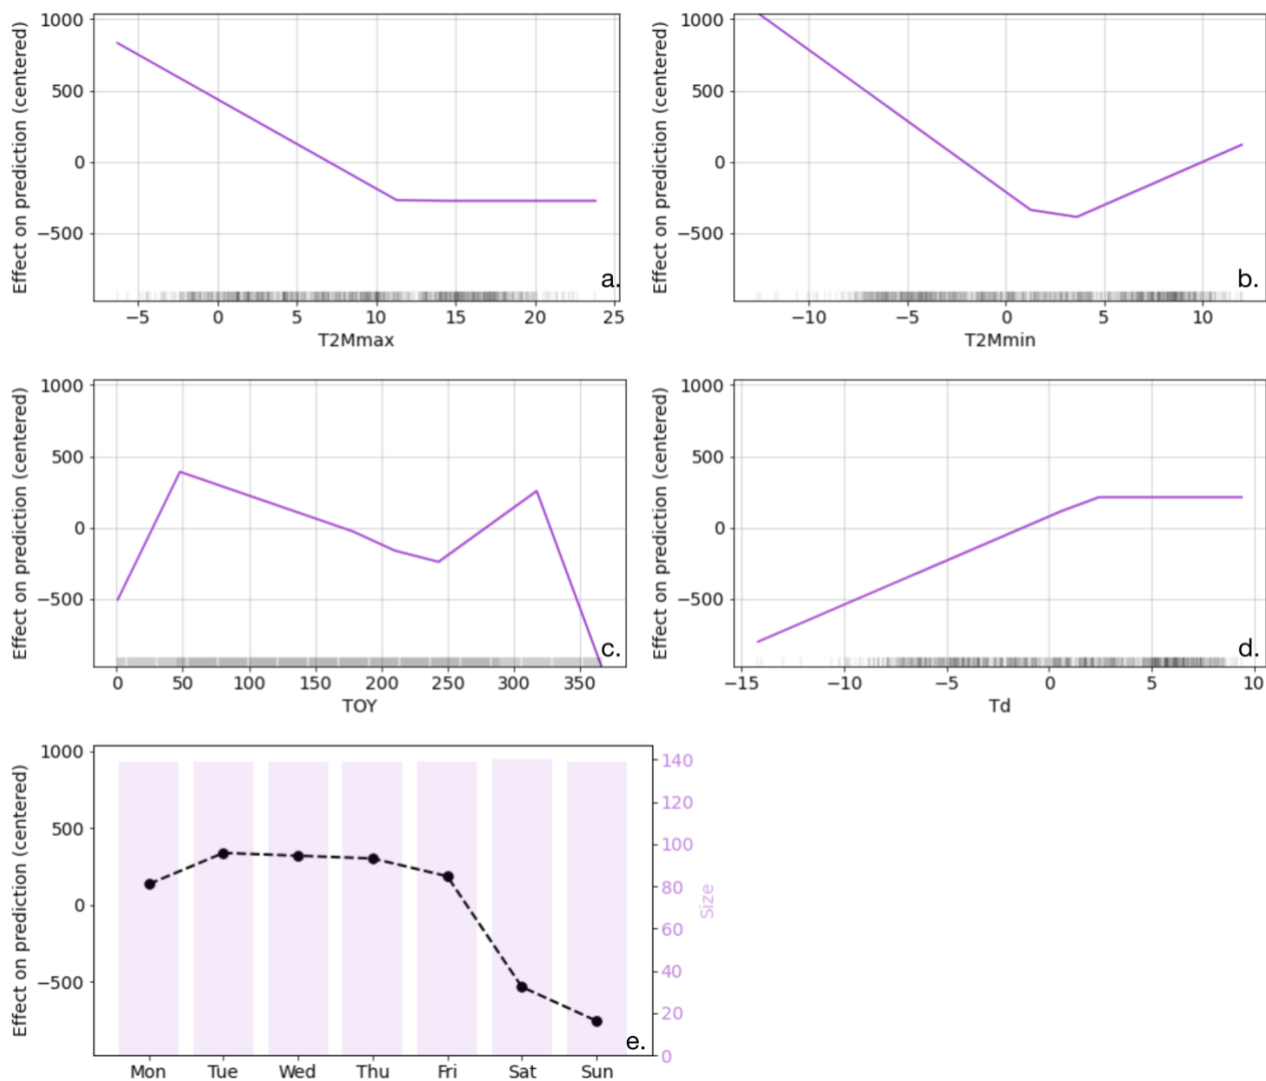 1000
500
0
−500
Effect on prediction (centered)
−5 0 5 10 15 20 25
T2Mmax
a.
1000
500
0
−500
Effect on prediction (centered)
−10 −5 0 5 10
T2Mmin
b.
1000
500
0
−500
Effect on prediction (centered)
0 50 100 150 200 250 300 350
TOY
c.
1000
500
0
−500
Effect on prediction (centered)
−15 −10 −5 0 5 10
Td
d.
1000
500
0
−500
Effect on prediction (centered)
Mon Tue Wed Thu Fri Sat Sun
140
120
100
80
60
40
20
0
Size
e.